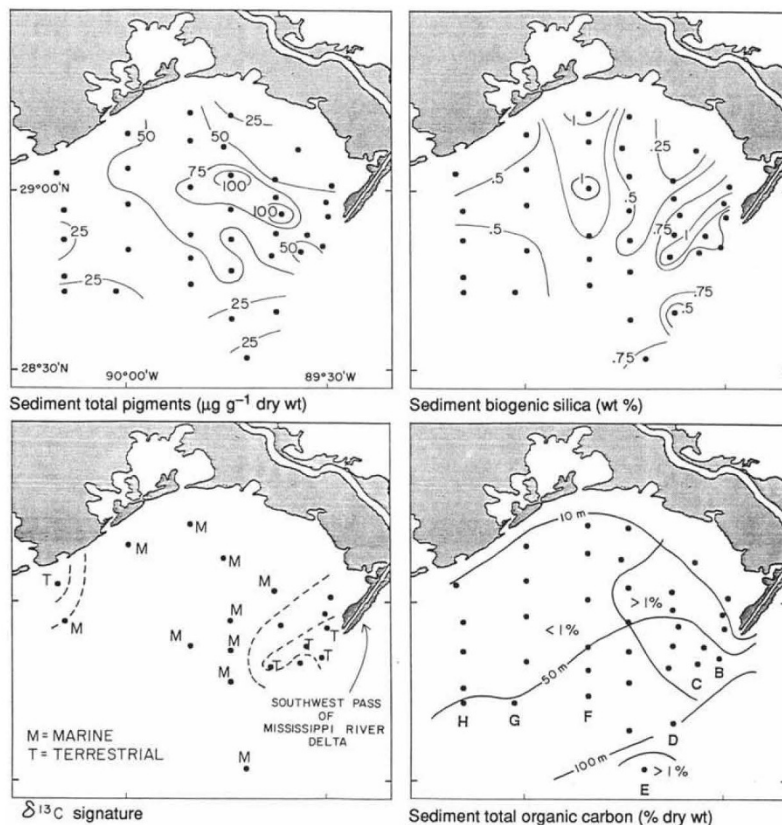 25
50
50
75
100
29°00'N
100
25
50
25
25
25
25
28°30'N
90°00'W
89°30'W
Sediment total pigments (µg g⁻¹ dry wt)
1
.25
.5
1
.5
.75
.5
1
.75
.5
.75
Sediment biogenic silica (wt %)
M
M
M
T
M
M
M
M
M
T
M
T
T
T
M
SOUTHWEST PASS
OF
MISSISSIPPI RIVER
DELTA
M = MARINE
T = TERRESTRIAL
M
δ¹³C signature
10 m
>1%
<1%
50 m
B
C
H
G
F
D
100 m
>1%
E
Sediment total organic carbon (% dry wt)